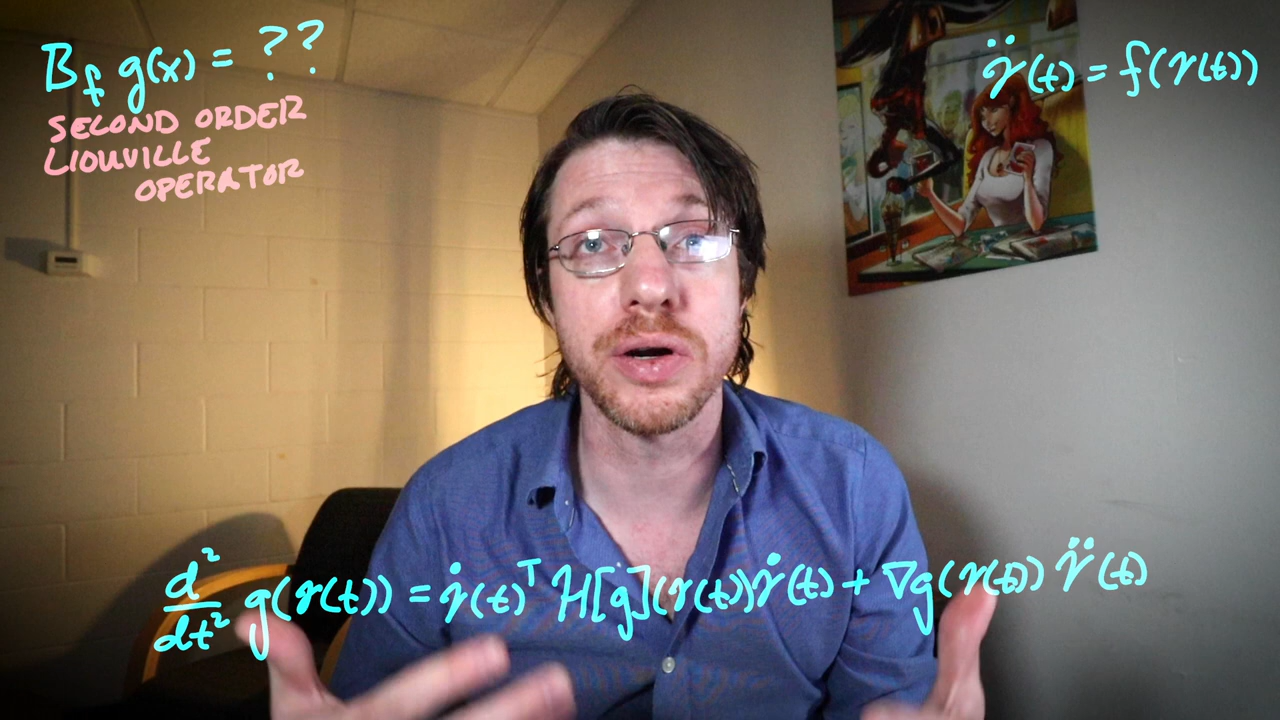 B_f g(x) = ??
SECOND ORDER
LIOUVILLE
OPERATOR
γ̈(t) = f(γ(t))
d²/dt² g(γ(t)) = γ̇(t)ᵀ H[g](γ(t))γ̇(t) + ∇g(γ(t)) γ̈(t)